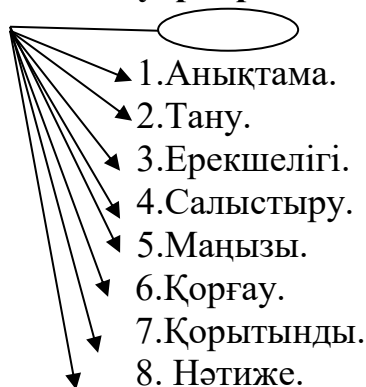 1.Анықтама.
2.Тану.
3.Ерекшелігі.
4.Салыстыру.
5.Маңызы.
6.Қорғау.
7.Қорытынды.
8. Нәтиже.